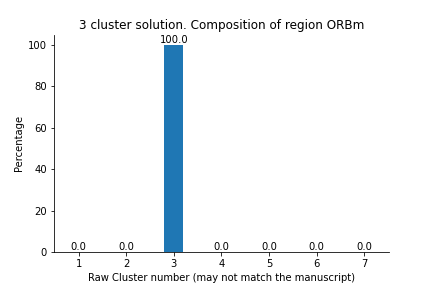 3 cluster solution. Composition of region ORBm
100
80
60
40
20
0
Percentage
0.0 0.0 100.0 0.0 0.0 0.0 0.0
1 2 3 4 5 6 7
Raw Cluster number (may not match the manuscript)